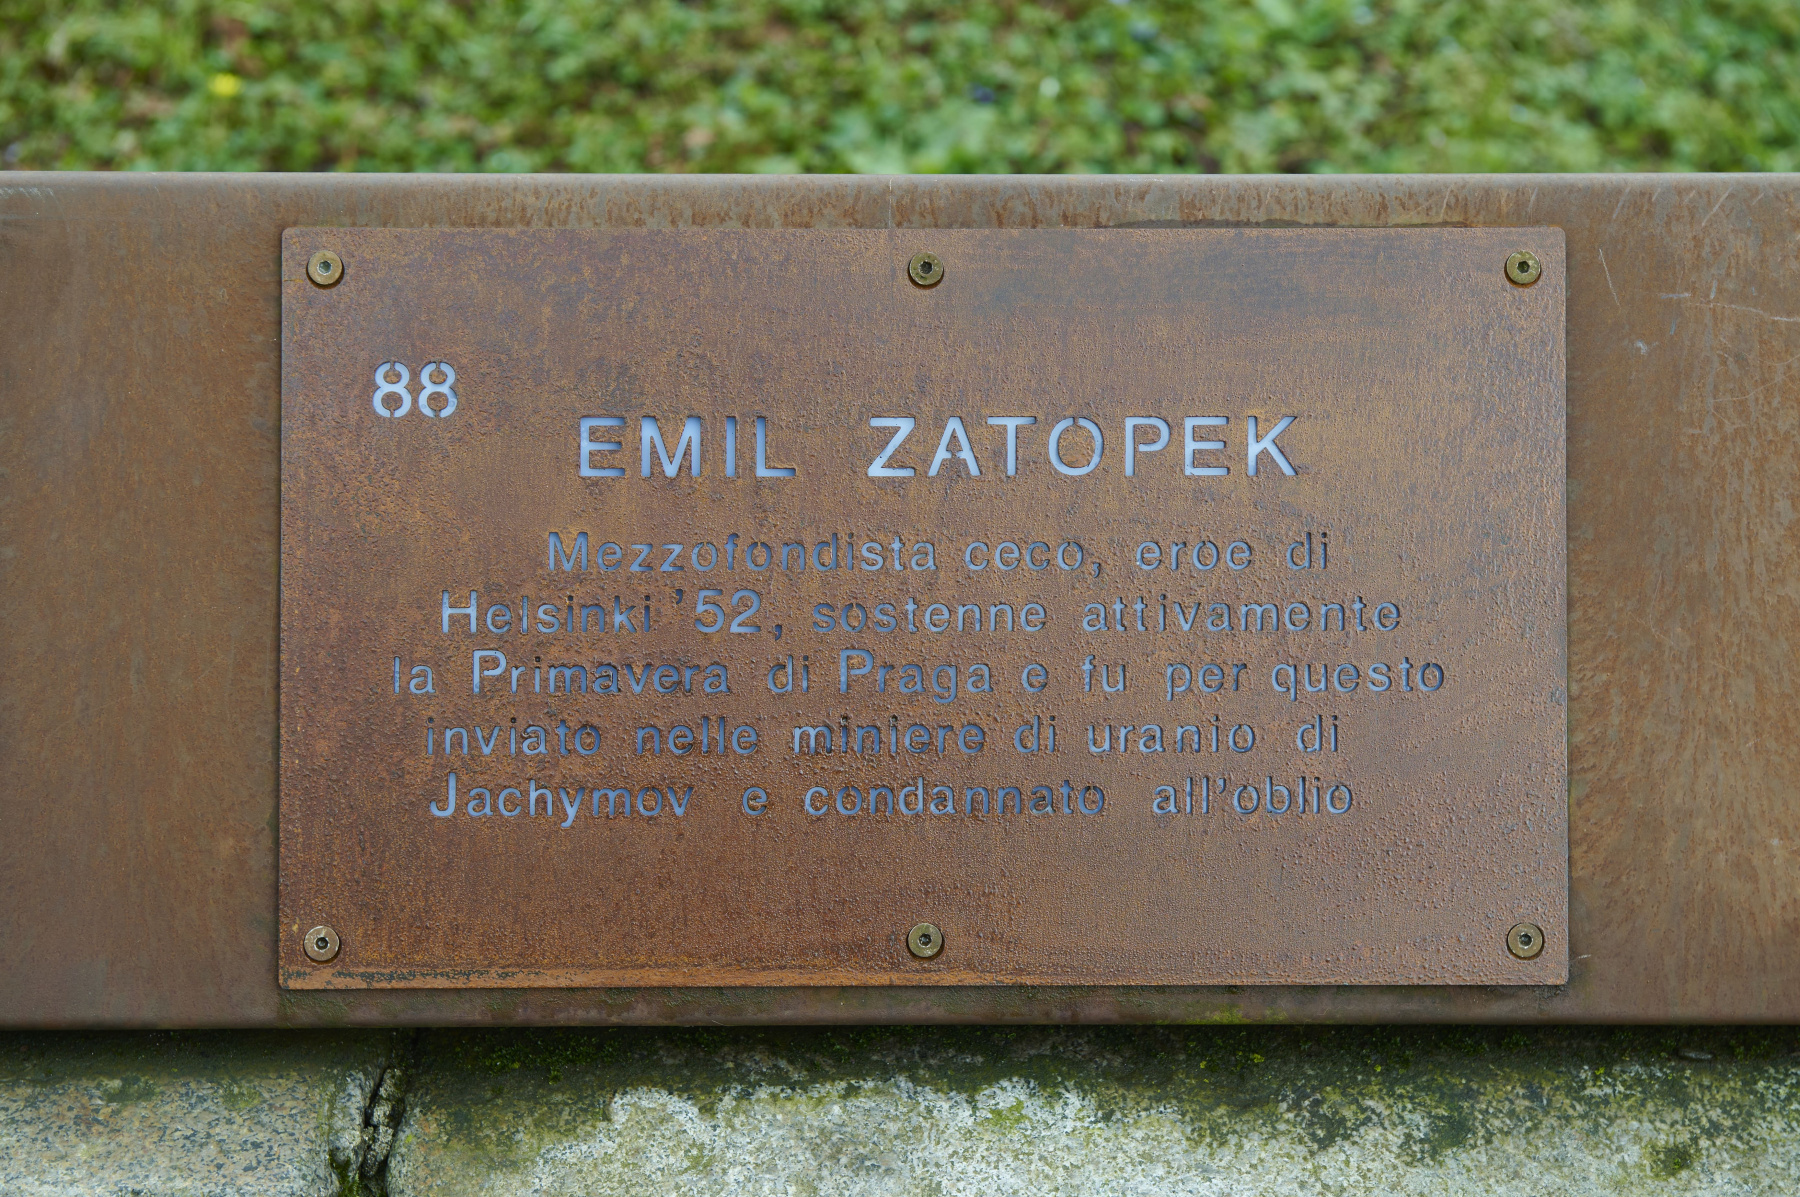 88
EMIL ZATOPEK
Mezzofondista ceco, eroe di
Helsinki '52, sostenne attivamente
la Primavera di Praga e fu per questo
inviato nelle miniere di uranio di
Jachymov e condannato all'oblio